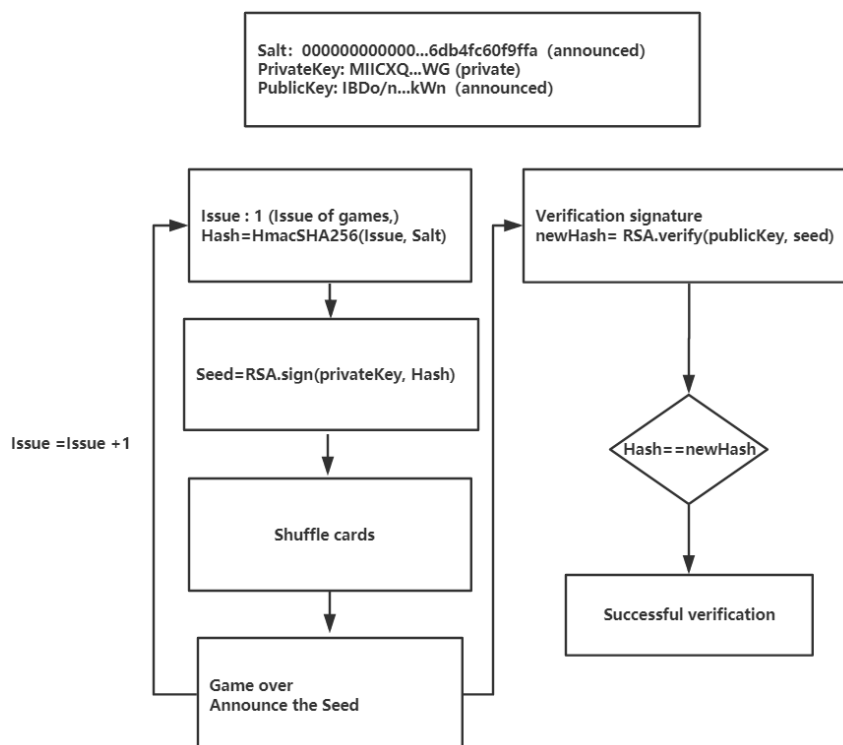 Salt: 000000000000...6db4fc60f9ffa (announced)
PrivateKey: MIICXQ...WG (private)
PublicKey: IBDo/n...kWn (announced)
Issue : 1 (Issue of games,)
Hash=HmacSHA256(Issue, Salt)
Seed=RSA.sign(privateKey, Hash)
Issue =Issue +1
Shuffle cards
Game over
Announce the Seed
Verification signature
newHash= RSA.verify(publicKey, seed)
Hash==newHash
Successful verification